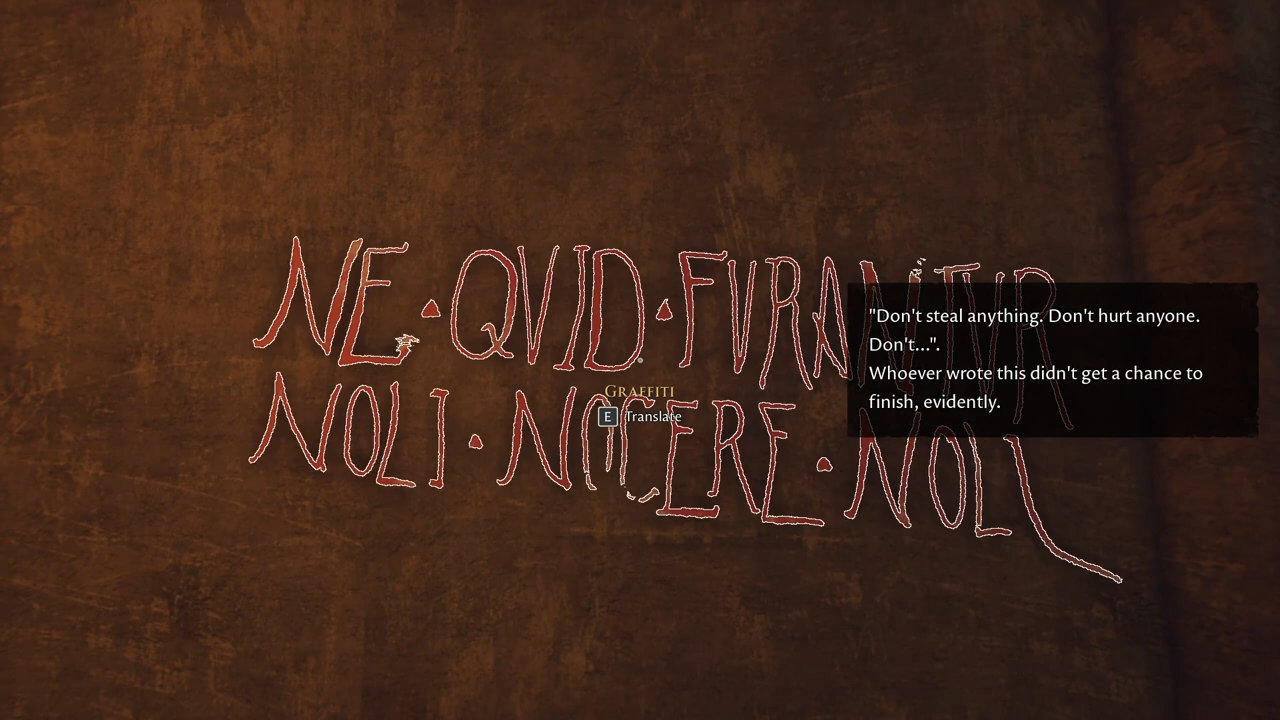 NE·QVID·FVRANTVR
NOLI·NOCERE·NOLI
"Don't steal anything. Don't hurt anyone.
Don't...".
Whoever wrote this didn't get a chance to
finish, evidently.
GRAFFITI
E Translate